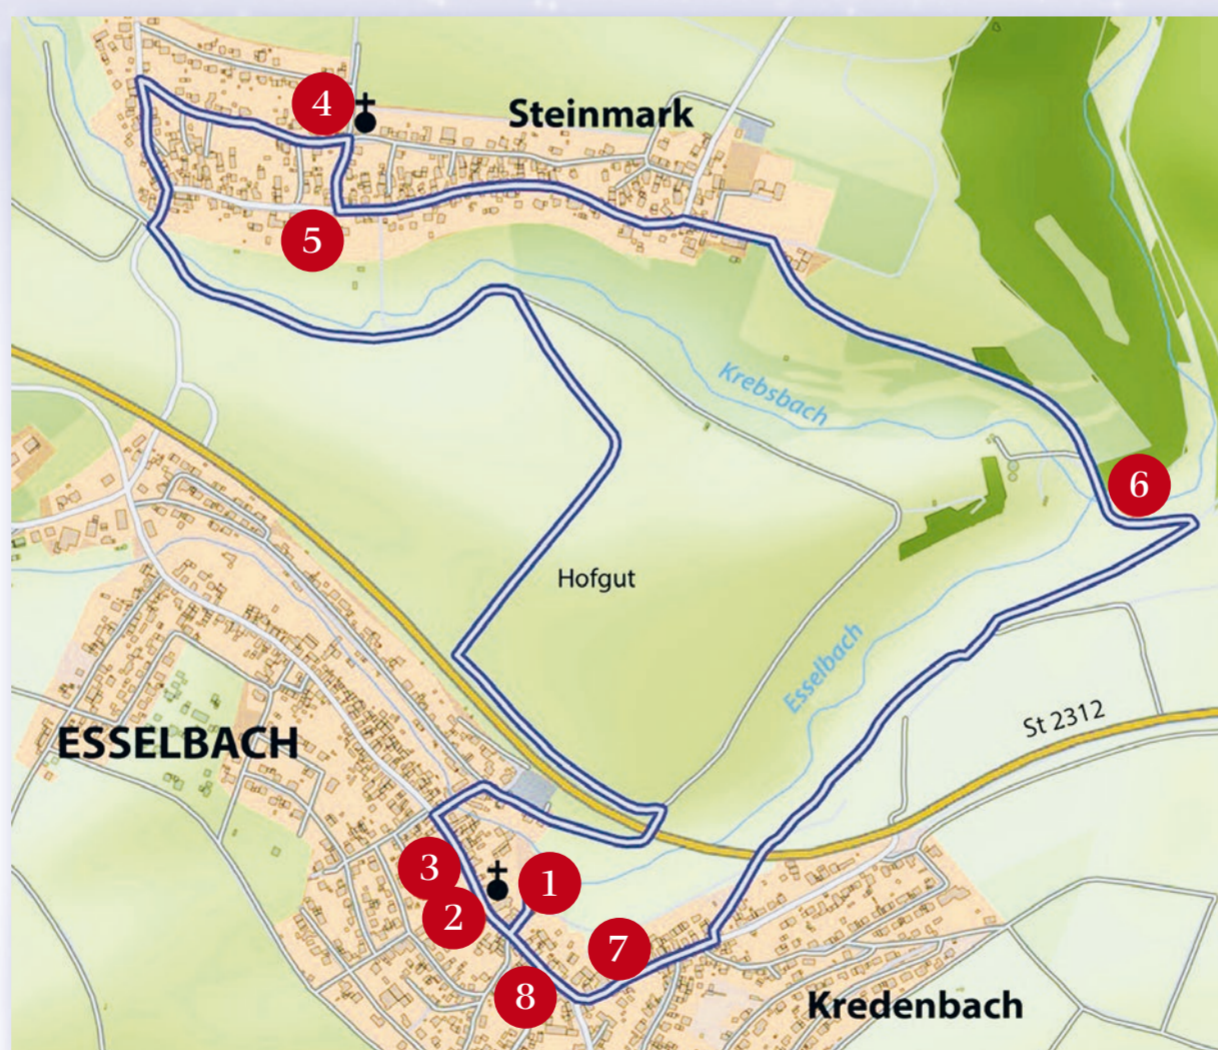 4
Steinmark
5
Krebsbach
6
Hofgut
Esselbach
St 2312
ESSELBACH
3
1
2
7
8
Kredenbach